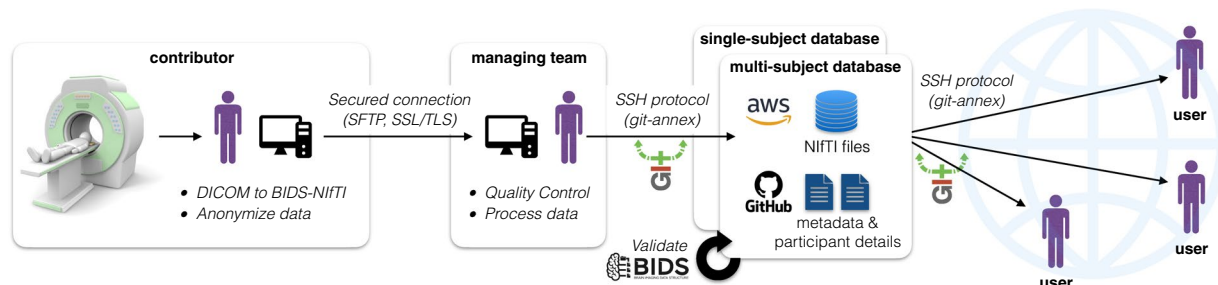 contributor
• DICOM to BIDS-NIfTI
• Anonymize data
Secured connection
(SFTP, SSL/TLS)
managing team
• Quality Control
• Process data
SSH protocol
(git-annex)
GIt
single-subject database
multi-subject database
aws
NIfTI files
GitHub
metadata &
participant details
Validate
BIDS
SSH protocol
(git-annex)
GIt
user
user
user